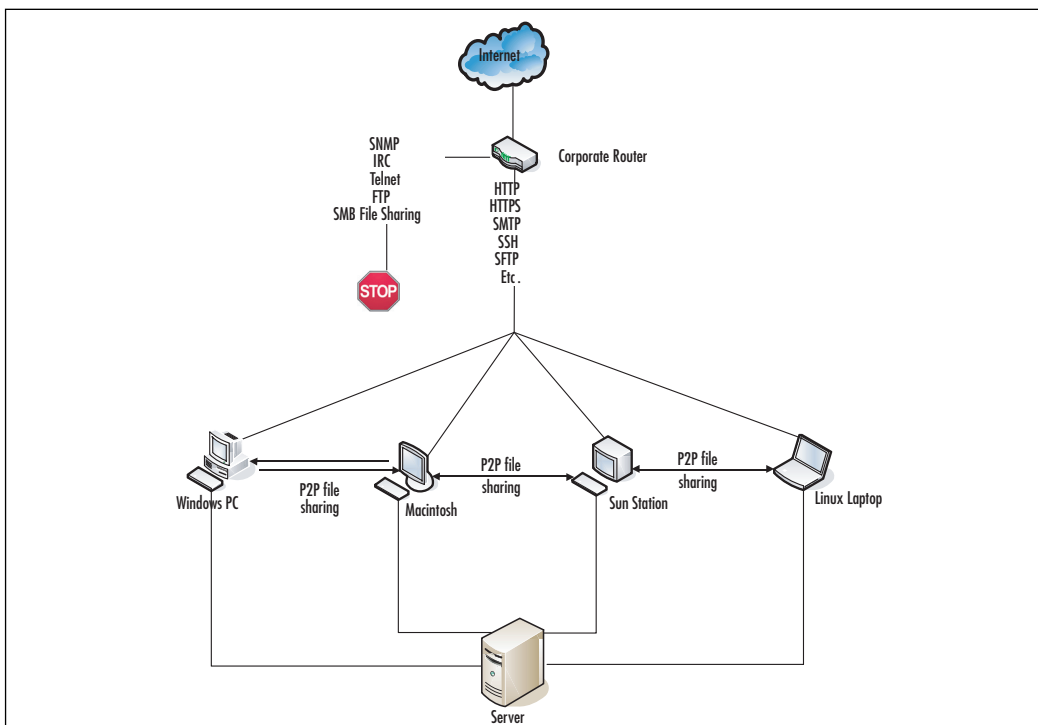 Internet
Corporate Router
SNMP
IRC
Telnet
FTP
SMB File Sharing
STOP
HTTP
HTTPS
SMTP
SSH
SFTP
Etc.
Windows PC
P2P file
sharing
Macintosh
P2P file
sharing
Sun Station
P2P file
sharing
Linux Laptop
Server